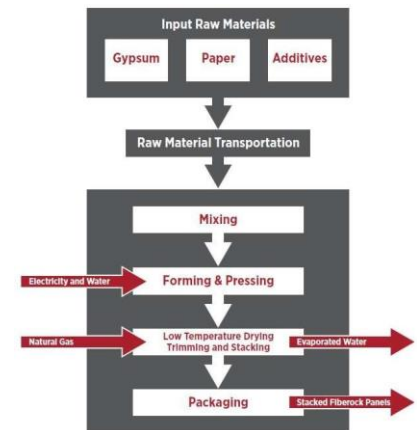 Input Raw Materials
Gypsum
Paper
Additives
Raw Material Transportation
Mixing
Electricity and Water
Forming & Pressing
Natural Gas
Low Temperature Drying
Trimming and Stacking
Evaporated Water
Packaging
Stacked Fiberock Panels